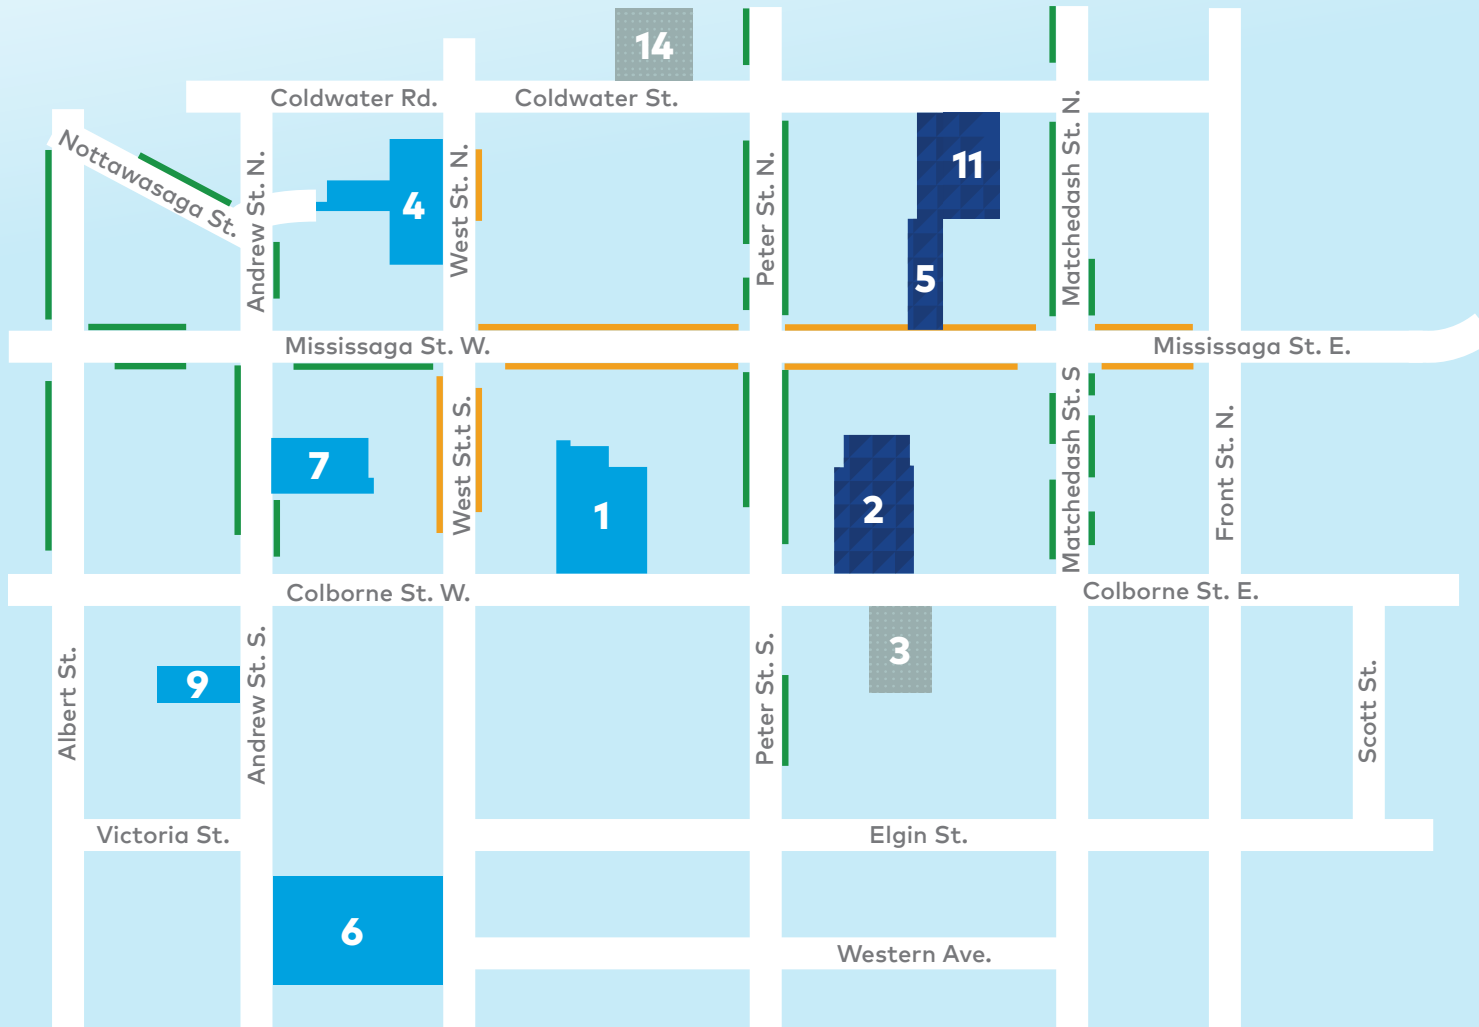 14
Coldwater Rd.
Coldwater St.
Nottawasaga St.
Andrew St. N.
4
West St. N.
Peter St. N.
11
5
Matchedash St. N.
Mississaga St. W.
Mississaga St. E.
7
West St.t S.
1
2
Matchedash St. S
Front St. N.
Colborne St. W.
Colborne St. E.
Albert St.
9
Andrew St. S.
Peter St. S.
3
Scott St.
Victoria St.
Elgin St.
6
Western Ave.